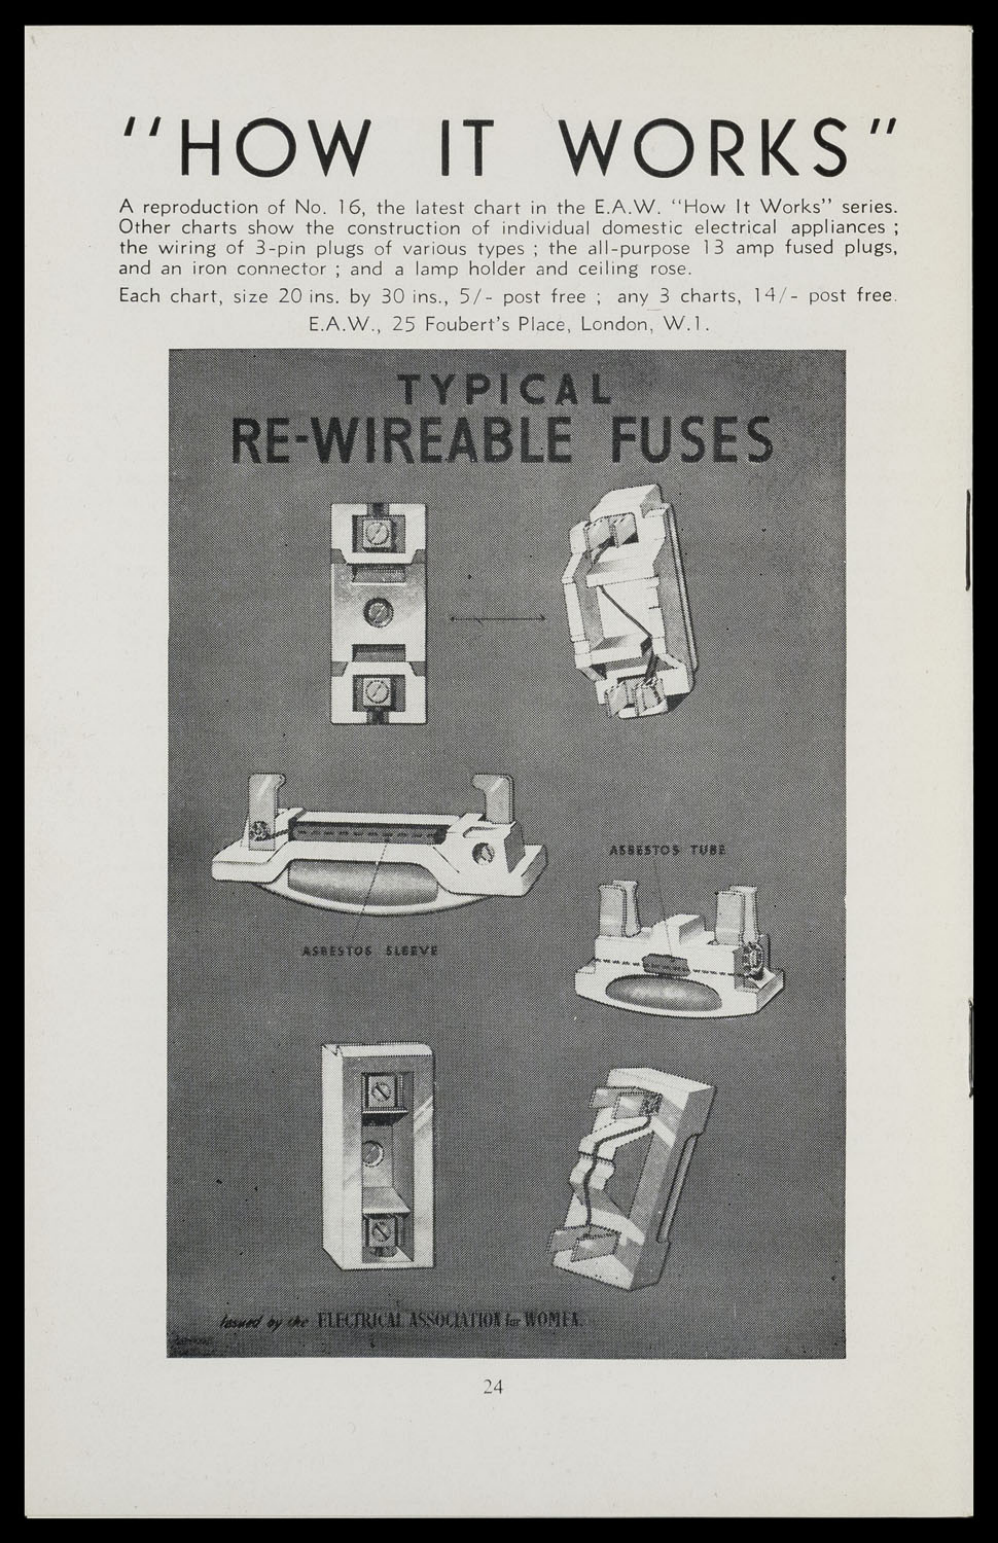 "HOW IT WORKS"
A reproduction of No. 16, the latest chart in the E.A.W. "How It Works" series.
Other charts show the construction of individual domestic electrical appliances ;
the wiring of 3-pin plugs of various types ; the all-purpose 13 amp fused plugs,
and an iron connector ; and a lamp holder and ceiling rose.
Each chart, size 20 ins. by 30 ins., 5/- post free ; any 3 charts, 14/- post free.
E.A.W., 25 Foubert's Place, London, W.1.
TYPICAL
RE-WIREABLE FUSES
ASBESTOS TUBE
ASBESTOS SLEEVE
Issued by the ELECTRICAL ASSOCIATION for WOMEN.
24